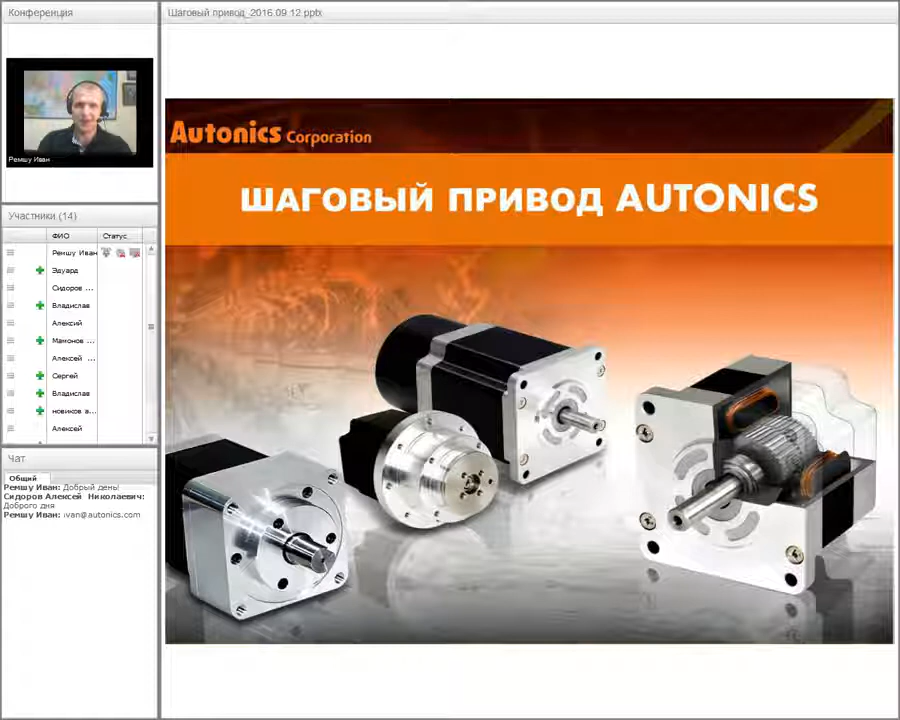 Конференция
Ремшу Иван
Участники (14)
ФИО Статус
Ремшу Иван
Эдуард
Сидоров ...
Владислав
Алексий
Мамонов ...
Алексей ...
Сергей
Владислав
новиков а...
Алексей
Чат
Общий
Ремшу Иван: Добрый день!
Сидоров Алексей Николаевич:
Доброго дня
Ремшу Иван: ivan@autonics.com
Шаговый привод_2016 09 12.pptx
Autonics Corporation
ШАГОВЫЙ ПРИВОД AUTONICS